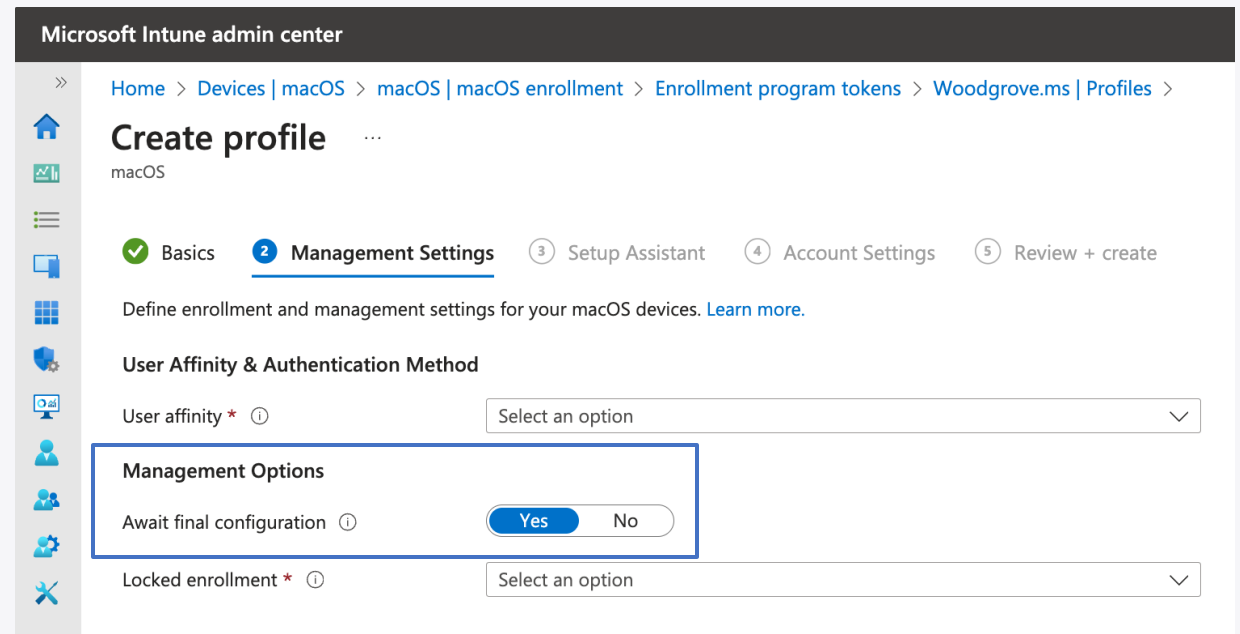 Microsoft Intune admin center
Home > Devices | macOS > macOS | macOS enrollment > Enrollment program tokens > Woodgrove.ms | Profiles >
Create profile ...
macOS
Basics 2 Management Settings 3 Setup Assistant 4 Account Settings 5 Review + create
Define enrollment and management settings for your macOS devices. Learn more.
User Affinity & Authentication Method
User affinity * Select an option
Management Options
Await final configuration Yes No
Locked enrollment * Select an option